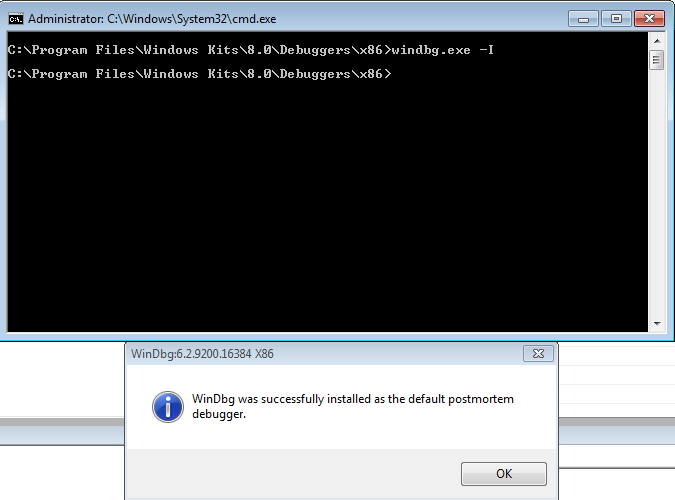 Administrator: C:\Windows\System32\cmd.exe
C:\Program Files\Windows Kits\8.0\Debuggers\x86>windbg.exe -I
C:\Program Files\Windows Kits\8.0\Debuggers\x86>
WinDbg:6.2.9200.16384 X86
WinDbg was successfully installed as the default postmortem
debugger.
OK